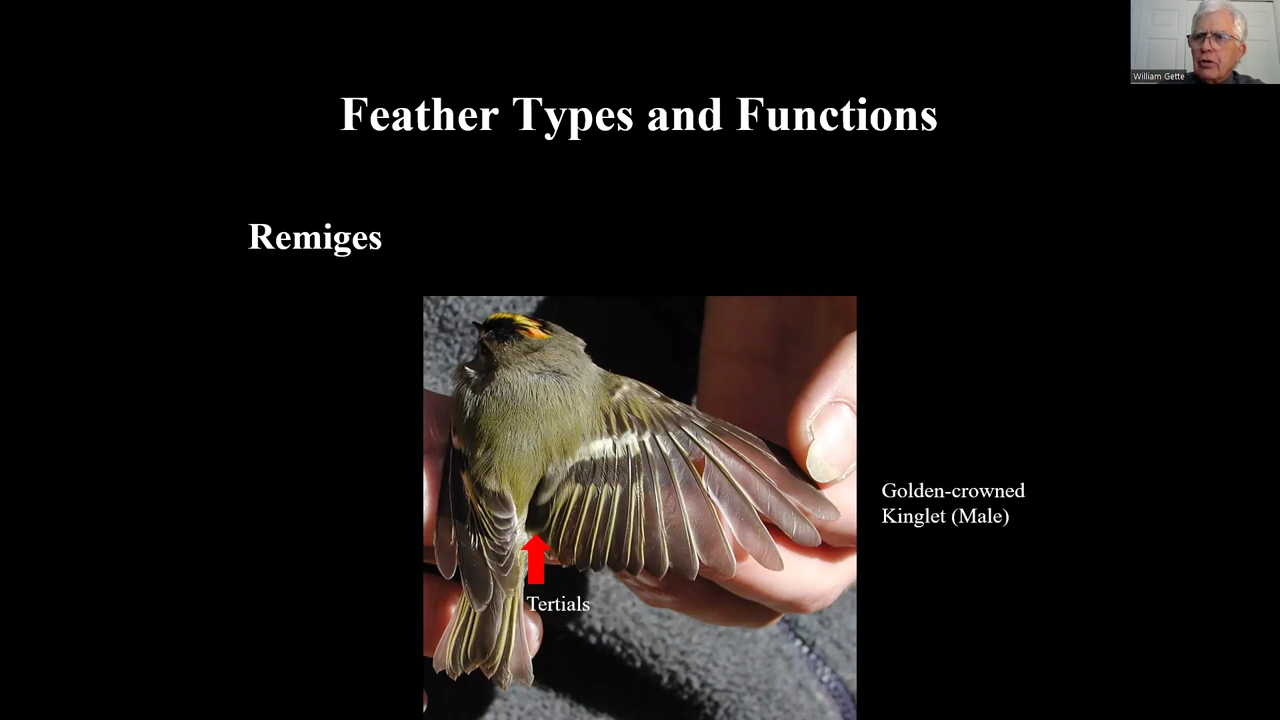 William Gette
Feather Types and Functions
Remiges
Golden-crowned
Kinglet (Male)
Tertials